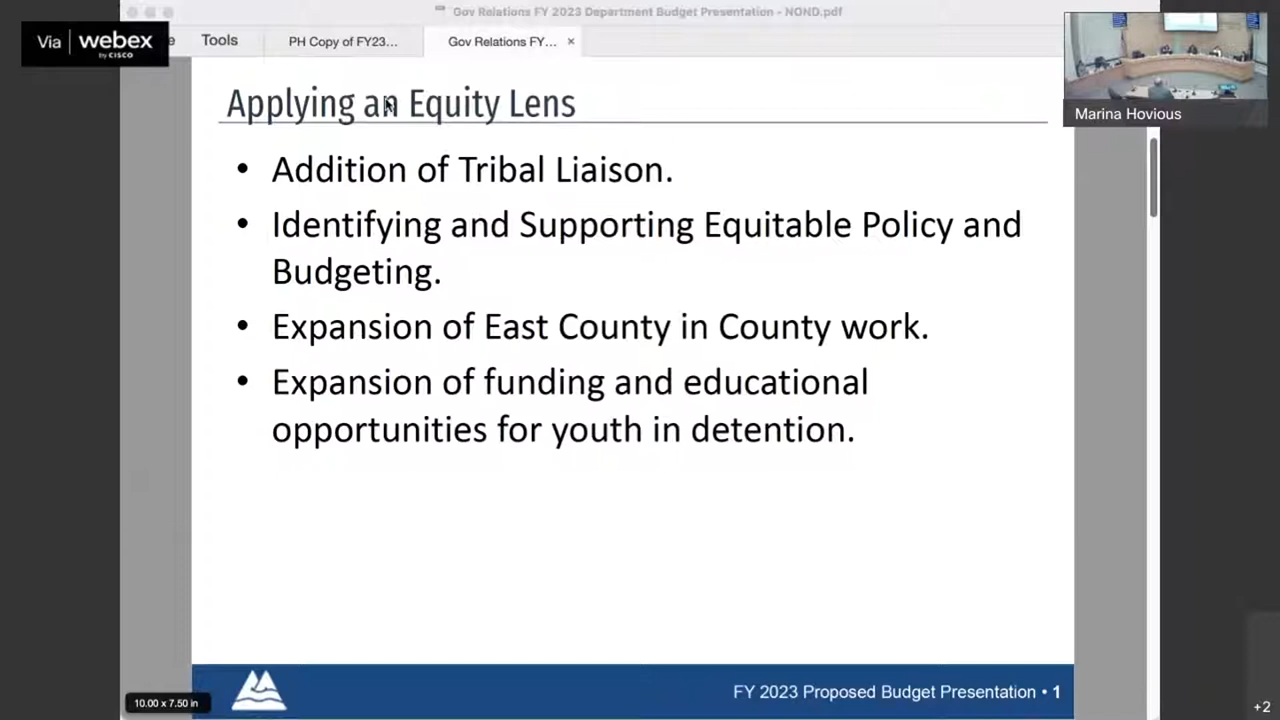 Gov Relations FY 2023 Department Budget Presentation - NOND.pdf
Via webex
by CISCO
e
Tools
PH Copy of FY23...
Gov Relations FY... ×
Marina Hovious
Applying an Equity Lens
• Addition of Tribal Liaison.
• Identifying and Supporting Equitable Policy and
Budgeting.
• Expansion of East County in County work.
• Expansion of funding and educational
opportunities for youth in detention.
10.00 x 7.50 in
FY 2023 Proposed Budget Presentation • 1
+2